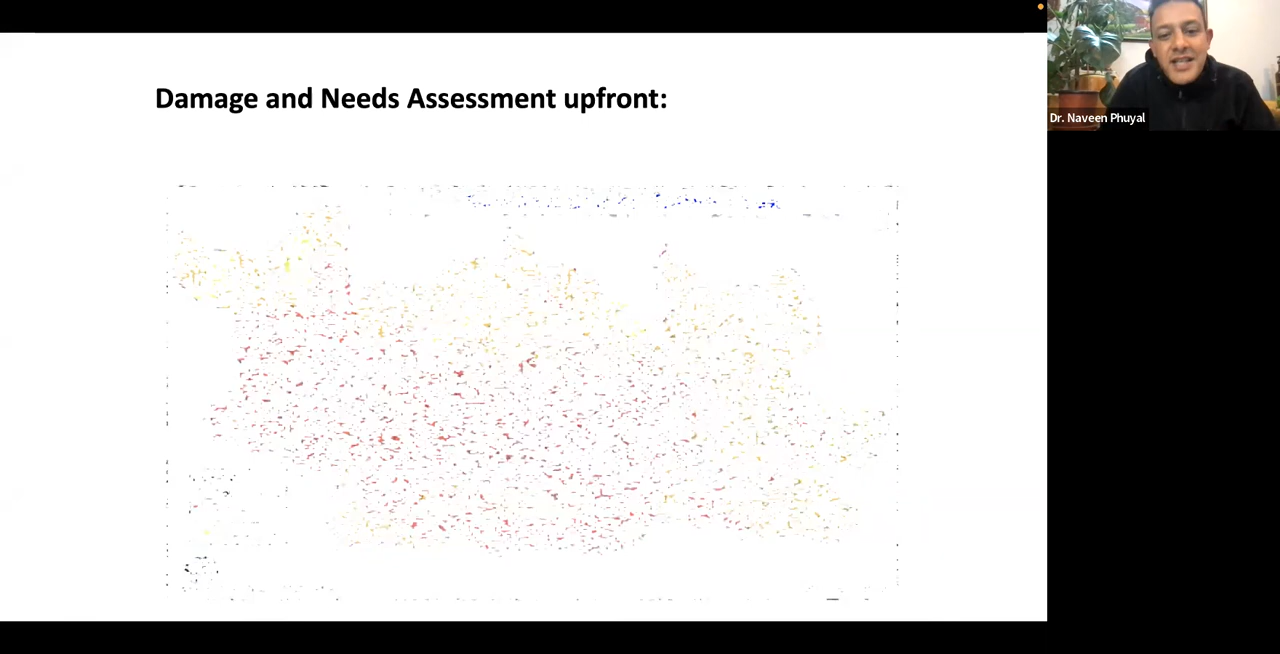 Damage and Needs Assessment upfront:
Dr. Naveen Phuyal